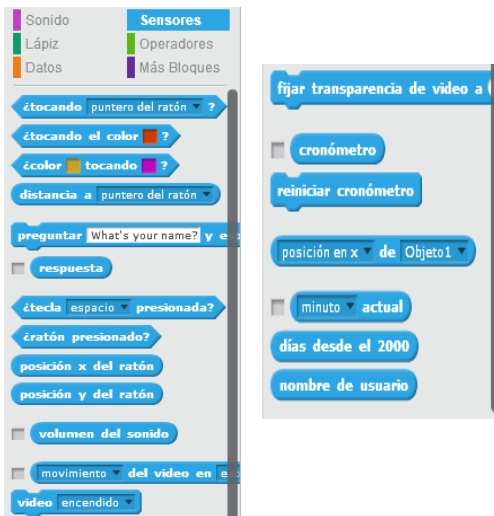 Sonido Sensores
Lápiz Operadores
Datos Más Bloques
¿tocando puntero del ratón ?
¿tocando el color ?
¿color tocando ?
distancia a puntero del ratón
preguntar What's your name? y e
respuesta
¿tecla espacio presionada?
¿ratón presionado?
posición x del ratón
posición y del ratón
volumen del sonido
movimiento del video en e
video encendido
fijar transparencia de video a
cronómetro
reiniciar cronómetro
posición en x de Objeto1
minuto actual
días desde el 2000
nombre de usuario